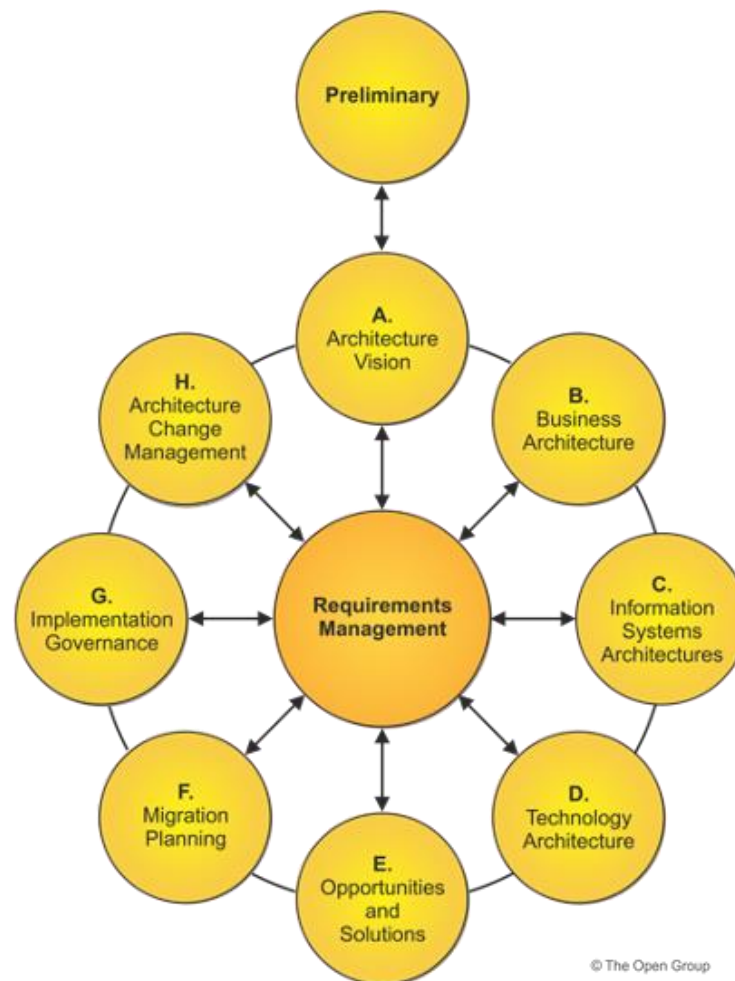 Preliminary
A.
Architecture
Vision
B.
Business
Architecture
C.
Information
Systems
Architectures
D.
Technology
Architecture
E.
Opportunities
and
Solutions
F.
Migration
Planning
G.
Implementation
Governance
H.
Architecture
Change
Management
Requirements
Management
© The Open Group